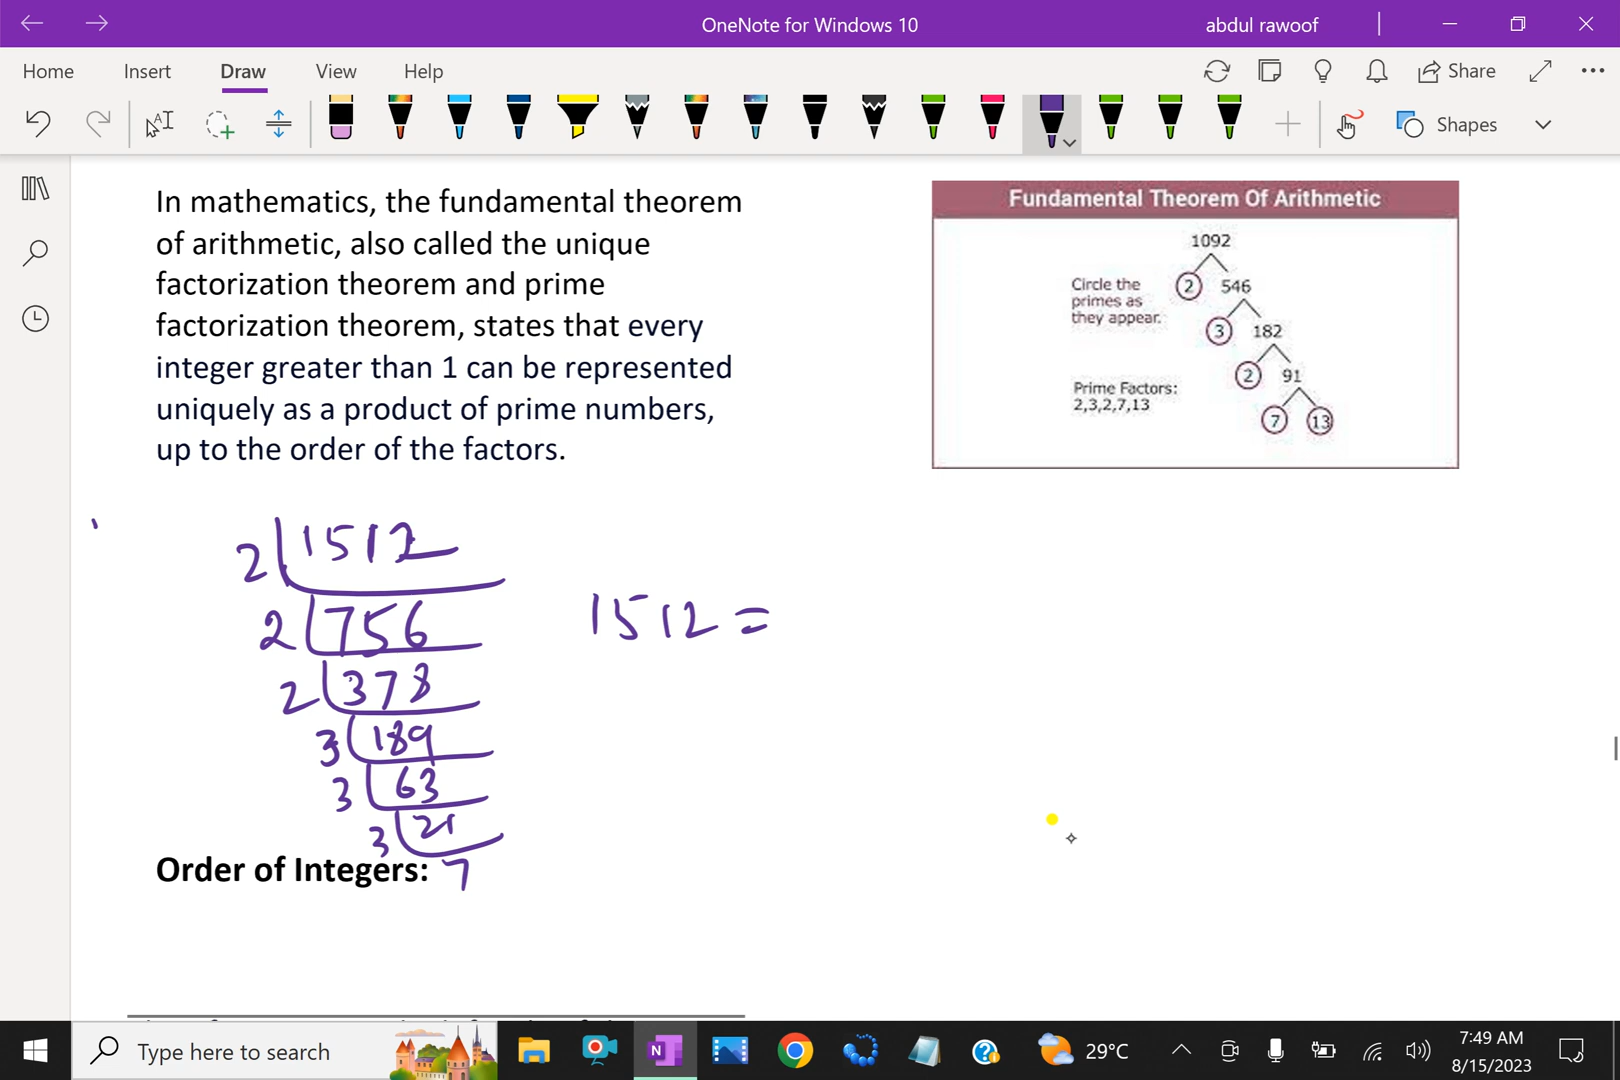 OneNote for Windows 10
abdul rawoof
Home Insert Draw View Help
Share
Shapes
In mathematics, the fundamental theorem
of arithmetic, also called the unique
factorization theorem and prime
factorization theorem, states that every
integer greater than 1 can be represented
uniquely as a product of prime numbers,
up to the order of the factors.
Fundamental Theorem Of Arithmetic
1092
2 546
Circle the
primes as
they appear.
3 182
2 91
Prime Factors:
2,3,2,7,13
7 13
2 1512
2 756
2 378
3 189
3 63
3 21
7
1512 =
Order of Integers:
Type here to search
29°C
7:49 AM
8/15/2023